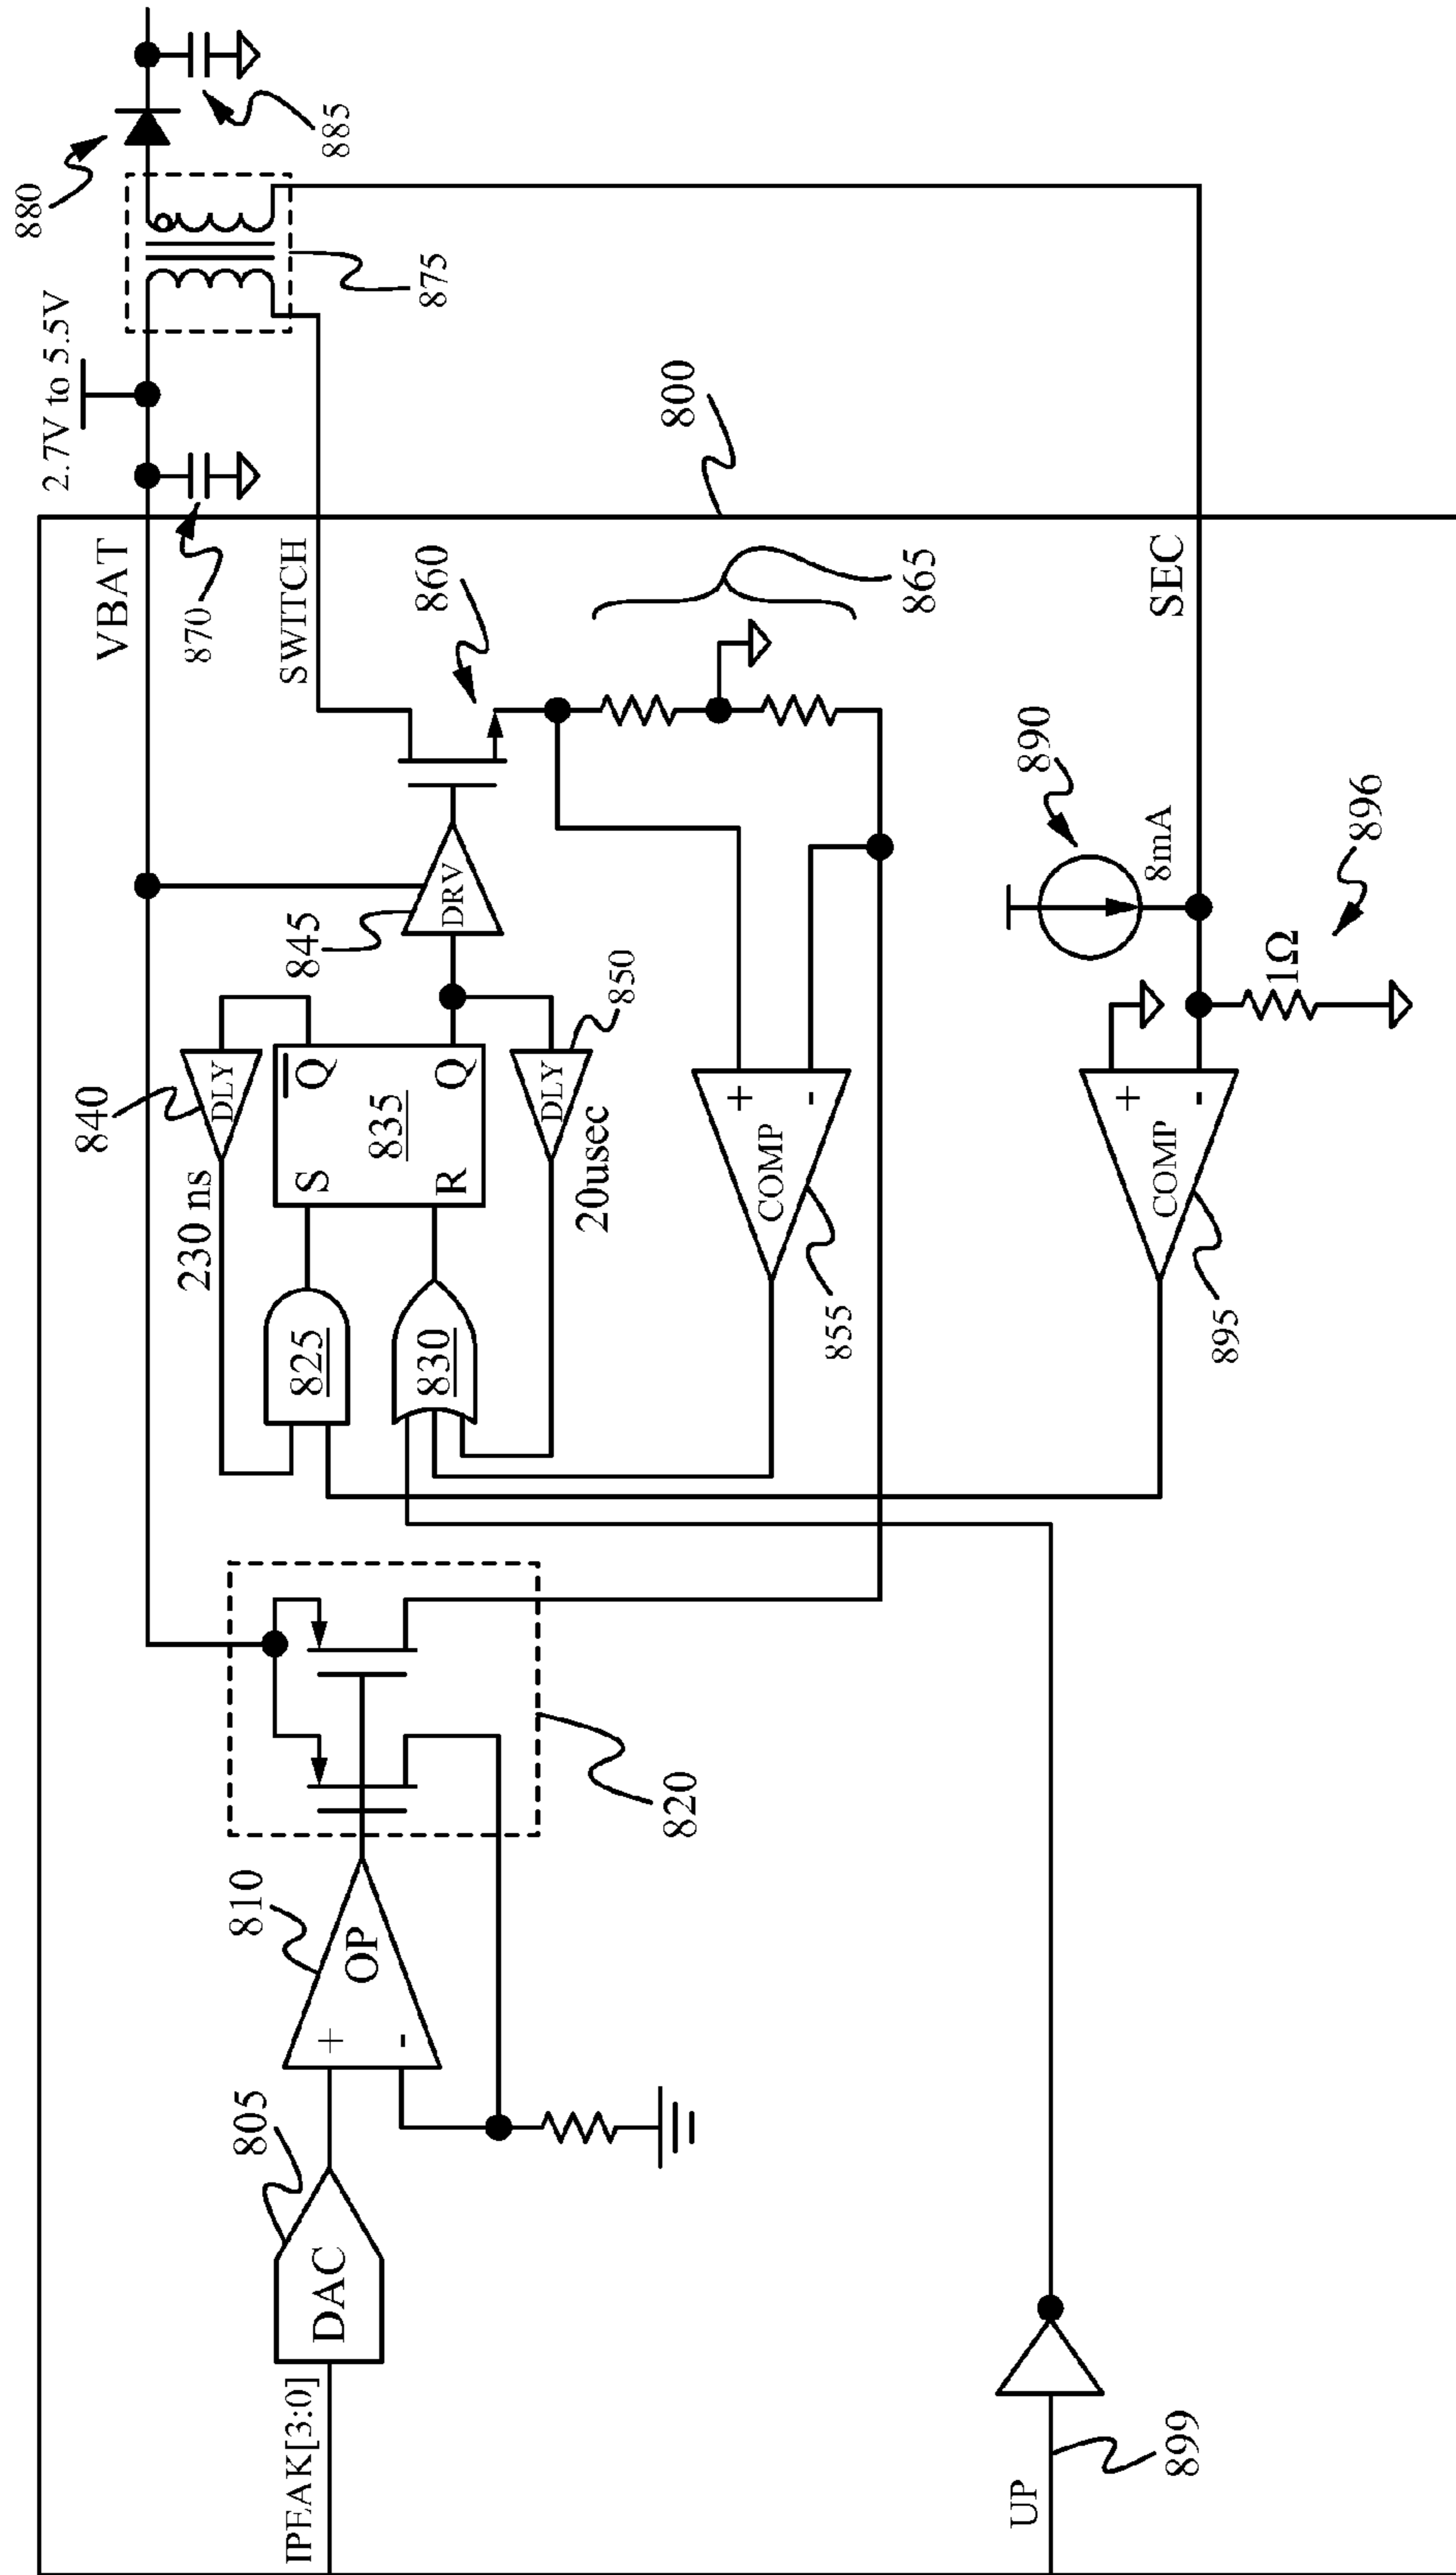 IPEAK[3:0]
DAC
805
OP
+
-
810
820
825
830
S
R
Q
Q
835
DLY
840
230 ns
DLY
850
20usec
DRV
845
COMP
+
-
855
860
865
VBAT
870
SWITCH
2.7V to 5.5V
875
880
885
800
UP
899
COMP
+
-
895
1Ω
896
890
8mA
SEC